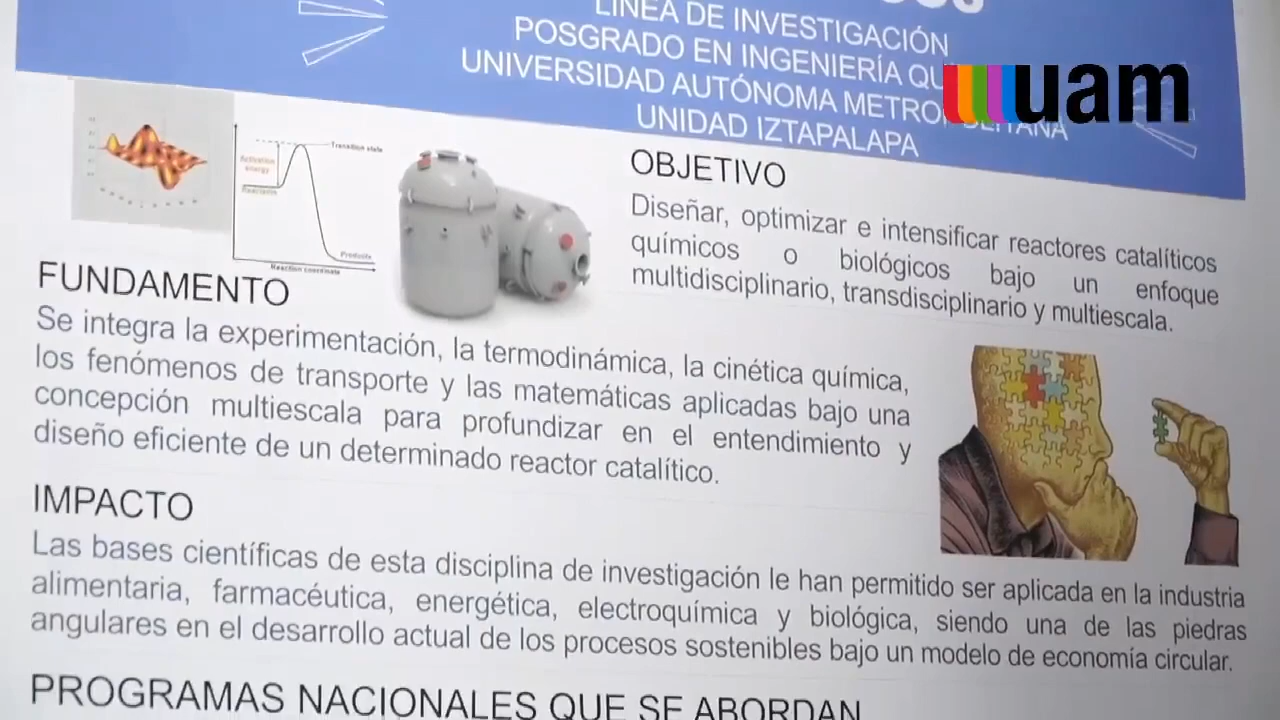 LÍNEA DE INVESTIGACIÓN
POSGRADO EN INGENIERÍA
UNIVERSIDAD AUTÓNOMA
UNIDAD IZTAPALAPA
uam
Transition state
Activation
energy
Reactants
Products
Reaction coordinate
OBJETIVO
Diseñar, optimizar e intensificar reactores catalíticos
químicos o biológicos bajo un enfoque
multidisciplinario, transdisciplinario y multiescala.
FUNDAMENTO
Se integra la experimentación, la termodinámica, la cinética química,
los fenómenos de transporte y las matemáticas aplicadas bajo una
concepción multiescala para profundizar en el entendimiento y
diseño eficiente de un determinado reactor catalítico.
IMPACTO
Las bases científicas de esta disciplina de investigación le han permitido ser aplicada en la industria
alimentaria, farmacéutica, energética, electroquímica y biológica, siendo una de las piedras
angulares en el desarrollo actual de los procesos sostenibles bajo un modelo de economía circular.
PROGRAMAS NACIONALES QUE SE ABORDAN